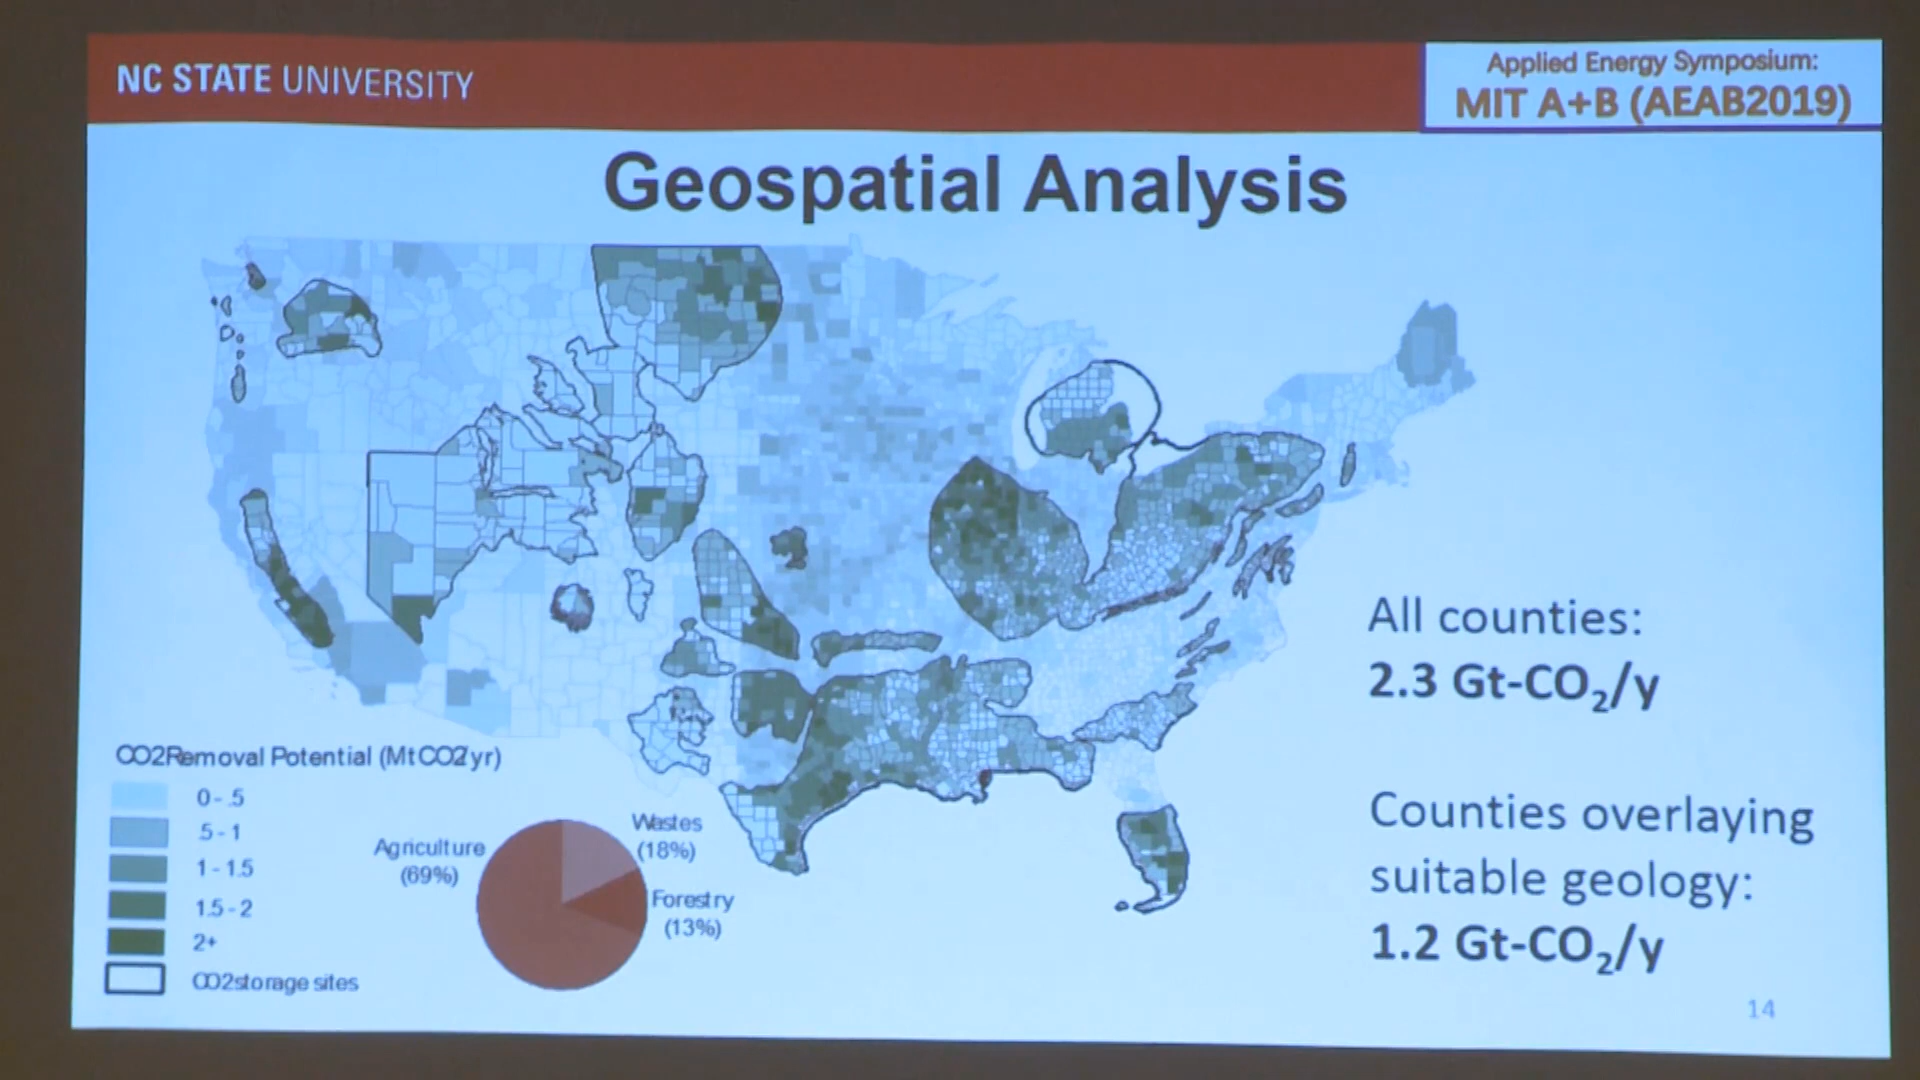 NC STATE UNIVERSITY
Applied Energy Symposium:
MIT A+B (AEAB2019)
Geospatial Analysis
All counties:
2.3 Gt-CO₂/y
Counties overlaying
suitable geology:
1.2 Gt-CO₂/y
CO2Removal Potential (MtCO2/yr)
0-.5
.5-1
1-1.5
1.5-2
2+
CO2storage sites
Agriculture
(69%)
Wastes
(18%)
Forestry
(13%)
14